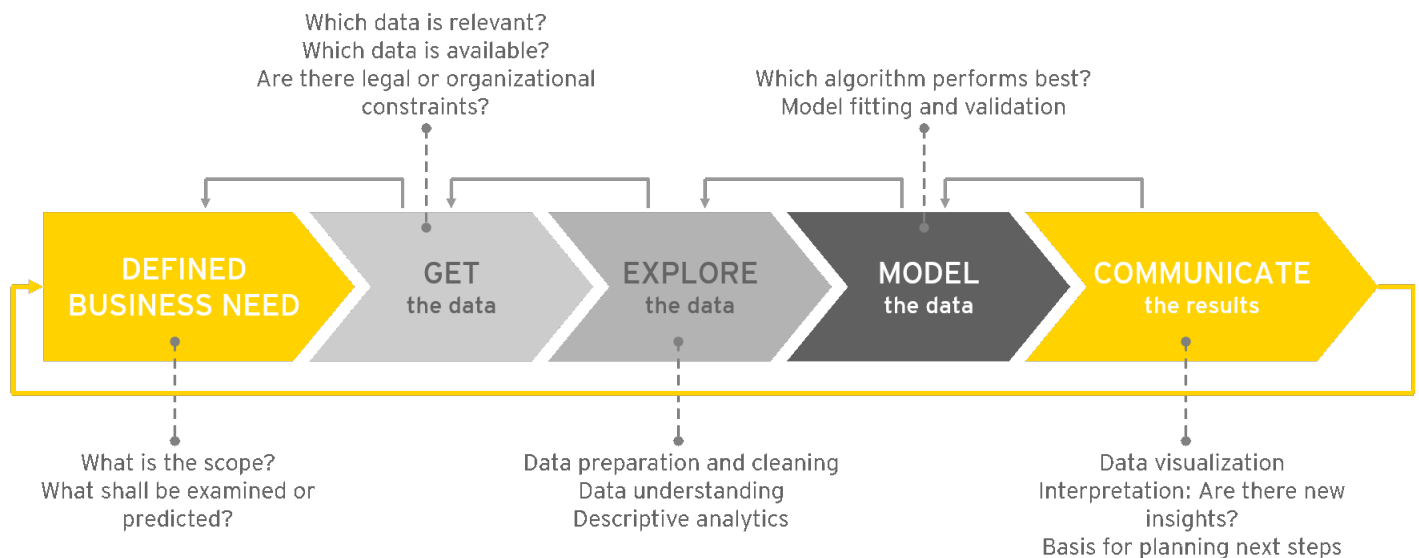 Which data is relevant?
Which data is available?
Are there legal or organizational
constraints?
Which algorithm performs best?
Model fitting and validation
DEFINED
BUSINESS NEED
GET
the data
EXPLORE
the data
MODEL
the data
COMMUNICATE
the results
What is the scope?
What shall be examined or
predicted?
Data preparation and cleaning
Data understanding
Descriptive analytics
Data visualization
Interpretation: Are there new
insights?
Basis for planning next steps